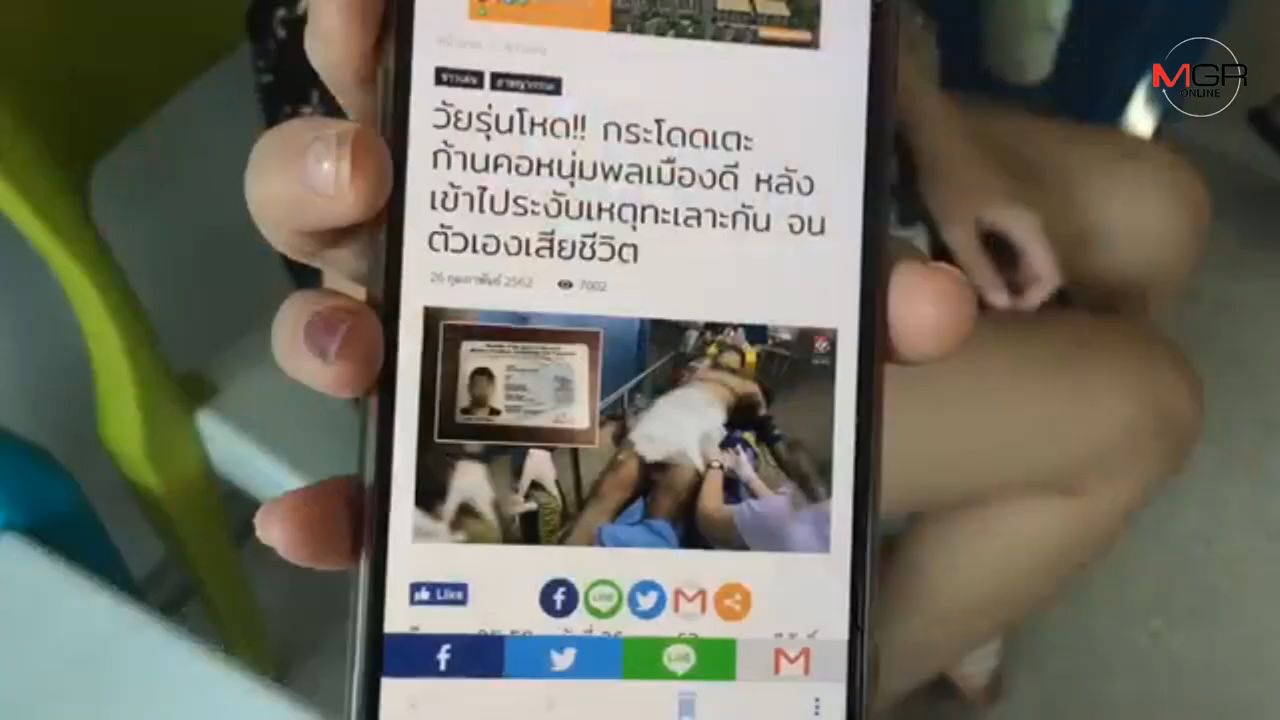 MGR
ONLINE
ข่าวเด่น อาชญากรรม
วัยรุ่นโหด!! กระโดดเตะ
ก้านคอหนุ่มพลเมืองดี หลัง
เข้าไประงับเหตุทะเลาะกัน จน
ตัวเองเสียชีวิต
26 กุมภาพันธ์ 2562 7002
Like
LINE
LINE